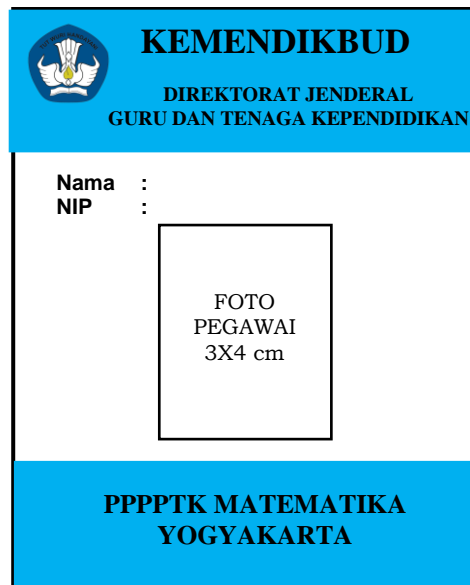 KEMENDIKBUD
DIREKTORAT JENDERAL
GURU DAN TENAGA KEPENDIDIKAN
Nama :
NIP :
FOTO
PEGAWAI
3X4 cm
PPPPTK MATEMATIKA
YOGYAKARTA